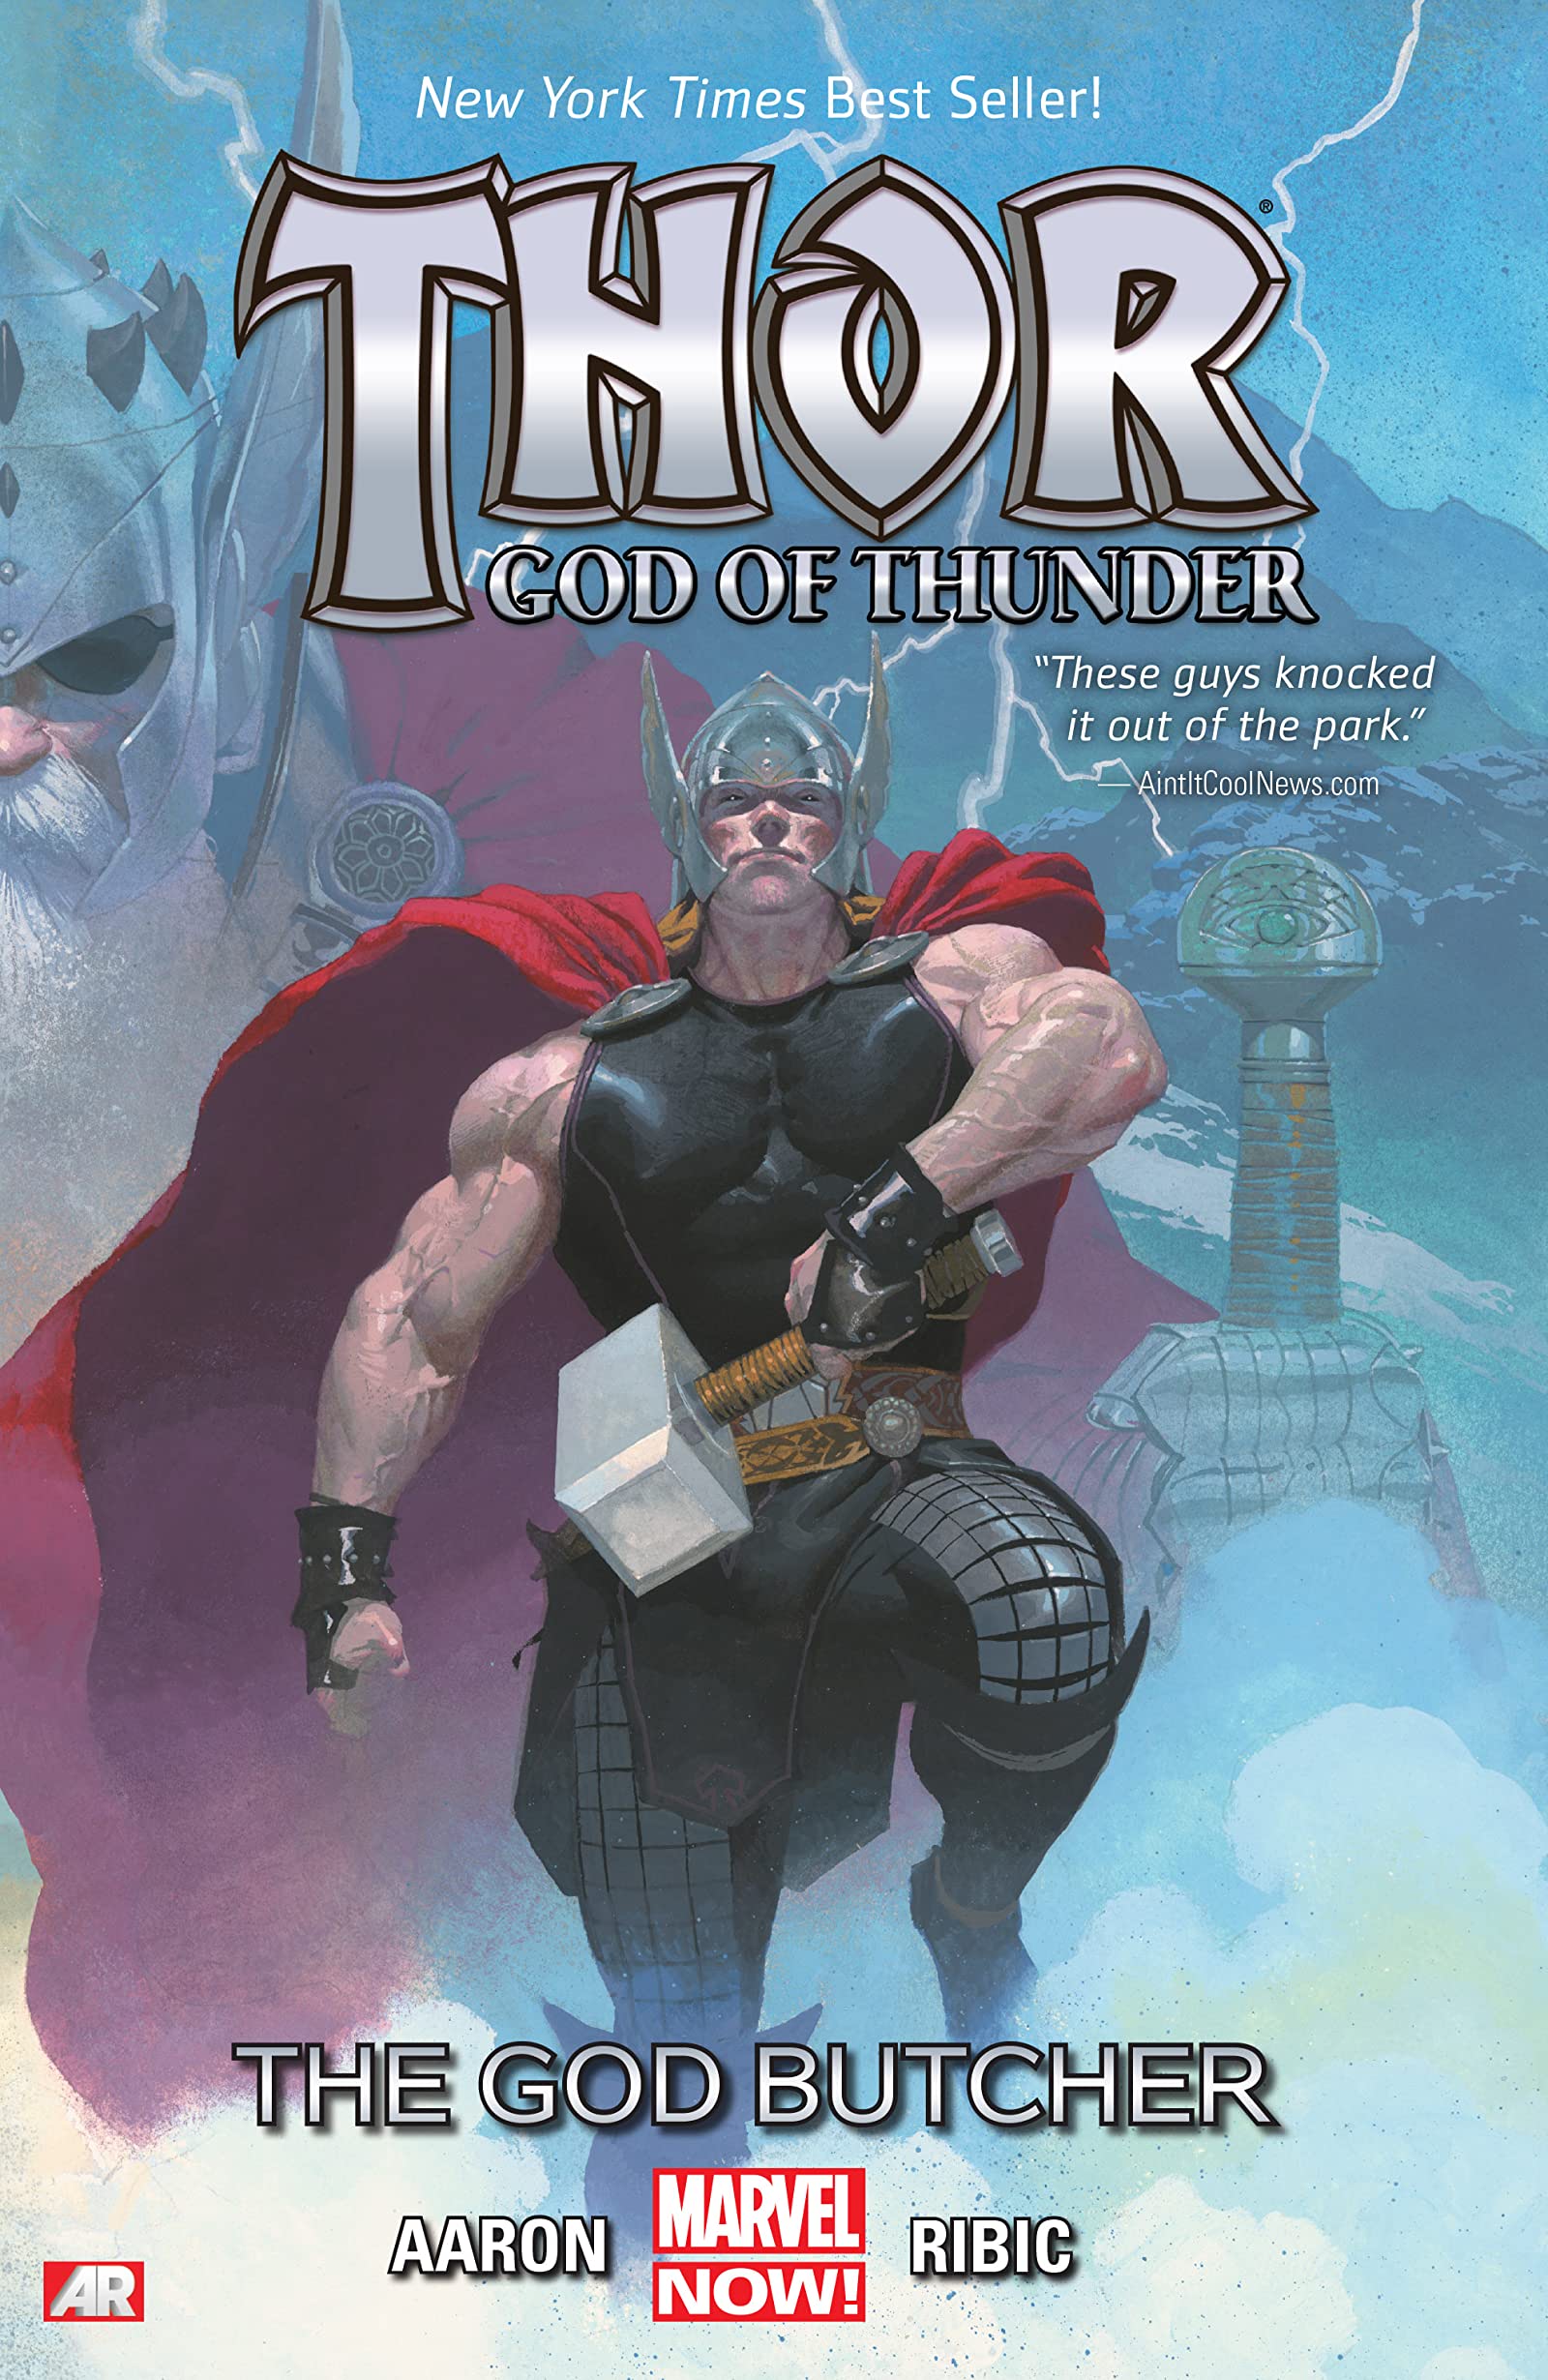 New York Times Best Seller!
THOR®
GOD OF THUNDER
“These guys knocked
it out of the park.”
— AintItCoolNews.com
THE GOD BUTCHER
AARON
MARVEL
NOW!
RIBIC
AR